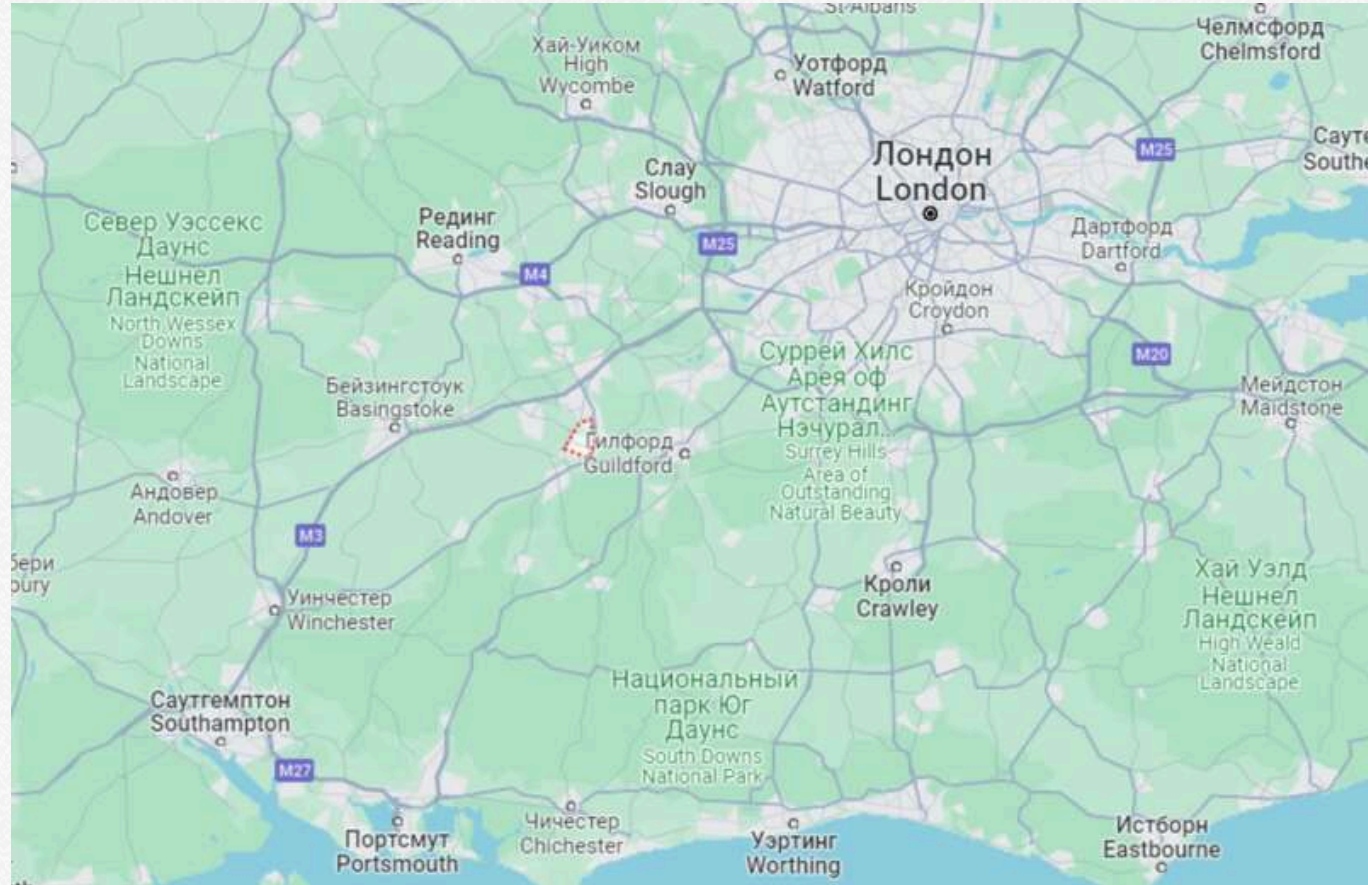 St Albans
Челмсфорд
Chelmsford
Хай-Уиком
High
Wycombe
Уотфорд
Watford
M25
Лондон
London
Слау
Slough
Север Уэссекс
Даунс
Нешнел
Ландскейп
North Wessex
Downs
National
Landscape
Рединг
Reading
M25
M4
Дартфорд
Dartford
Кройдон
Croydon
Суррей Хилс
Арея оф
Аутстандинг
Нэчурал...
Surrey Hills
Area of
Outstanding
Natural Beauty
M20
Мейдстон
Maidstone
Бейзингстоук
Basingstoke
Гилфорд
Guildford
Андовер
Andover
M3
Уинчестер
Winchester
Кроли
Crawley
Хай Уэлд
Нешнел
Ландскейп
High Weald
National
Landscape
Национальный
парк Юг
Даунс
South Downs
National Park
Саутгемптон
Southampton
M27
Портсмут
Portsmouth
Чичестер
Chichester
Уэртинг
Worthing
Истборн
Eastbourne